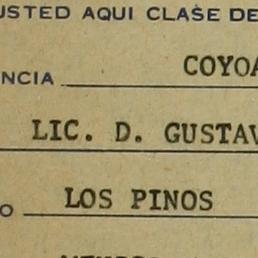 USTED AQUI CLASE DE
NCIA COYOA
LIC. D. GUSTAV
O LOS PINOS